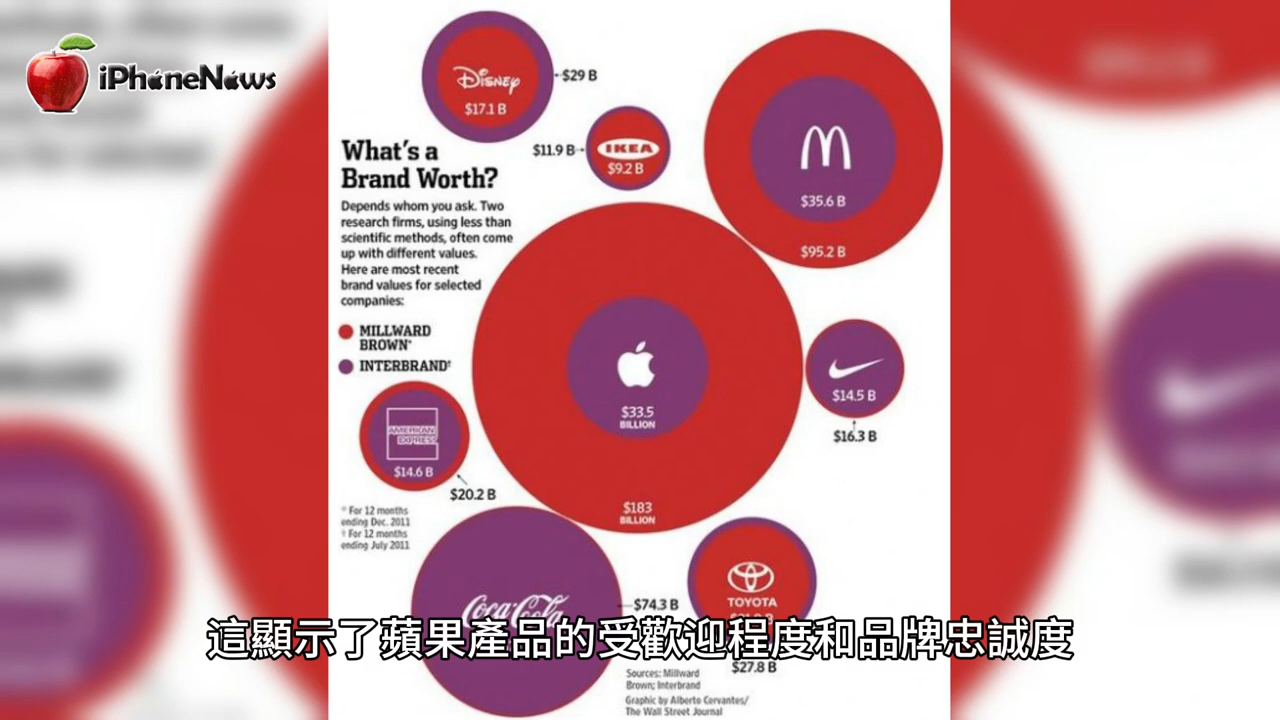 iPhoneNews
DISNEY
$17.1 B
$29 B
$11.9 B
IKEA
$9.2 B
$35.6 B
$95.2 B
What's a
Brand Worth?
Depends whom you ask. Two
research firms, using less than
scientific methods, often come
up with different values.
Here are most recent
brand values for selected
companies:
MILLWARD
BROWN*
INTERBRAND†
$33.5
BILLION
$183
BILLION
$14.5 B
$16.3 B
AMERICAN
EXPRESS
$14.6 B
$20.2 B
* For 12 months
ending Dec. 2011
† For 12 months
ending July 2011
Coca-Cola
$74.3 B
TOYOTA
這顯示了蘋果產品的受歡迎程度和品牌忠誠度
$27.8 B
Sources: Millward
Brown; Interbrand
Graphic by Alberto Cervantes/
The Wall Street Journal